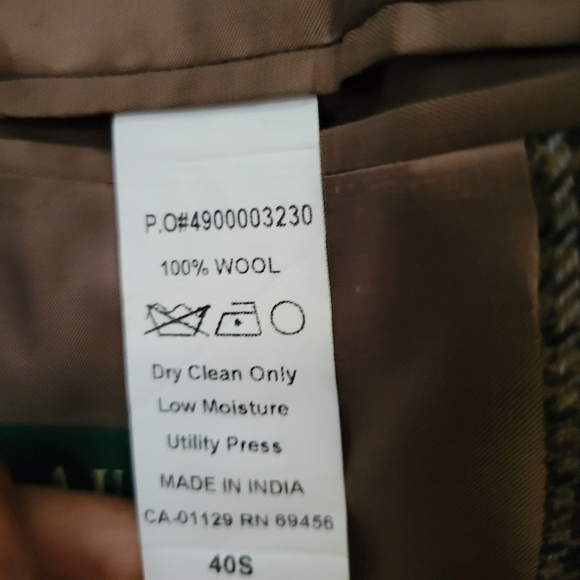 P.O#4900003230
100% WOOL
Dry Clean Only
Low Moisture
Utility Press
MADE IN INDIA
CA-01129 RN 69456
40S